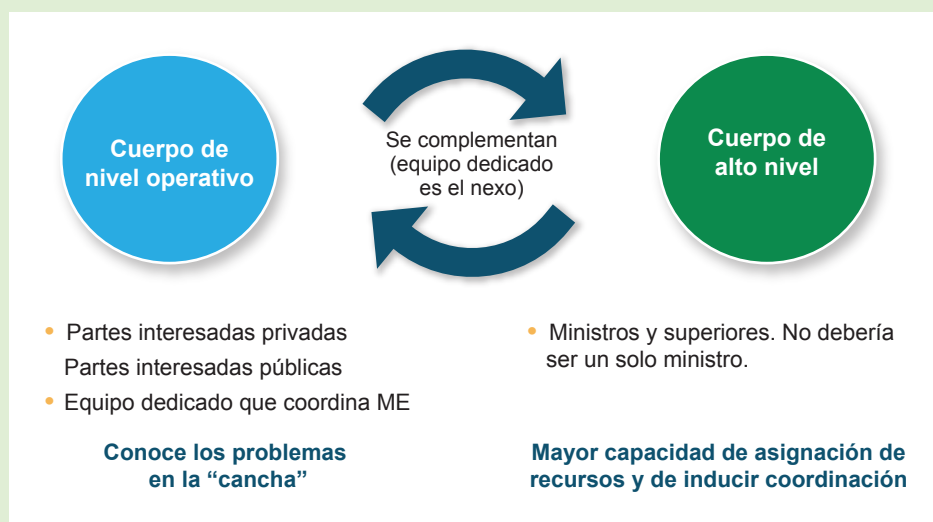 Cuerpo de
nivel operativo
Se complementan
(equipo dedicado
es el nexo)
Cuerpo de
alto nivel
• Partes interesadas privadas
Partes interesadas públicas
• Equipo dedicado que coordina ME
Conoce los problemas
en la “cancha”
• Ministros y superiores. No debería
ser un solo ministro.
Mayor capacidad de asignación de
recursos y de inducir coordinación